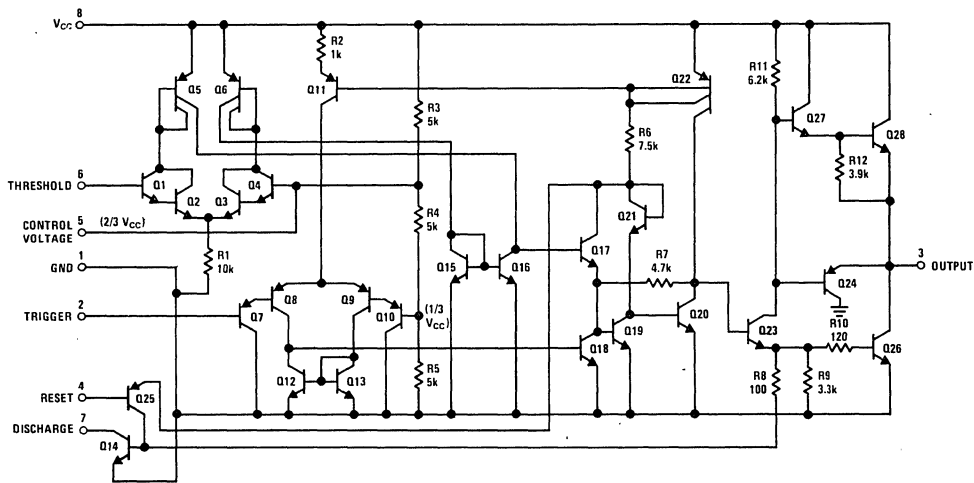 8
VCC
R2
1k
Q5
Q6
Q11
Q22
R11
6.2k
Q27
Q28
R3
5k
R6
7.5k
R12
3.9k
6
THRESHOLD
Q1
Q2
Q3
Q4
5
CONTROL
VOLTAGE
(2/3 VCC)
R4
5k
Q21
1
GND
R1
10k
Q15
Q16
Q17
R7
4.7k
3
OUTPUT
Q24
2
TRIGGER
Q7
Q8
Q9
Q10
(1/3
VCC)
Q18
Q19
Q20
Q23
R10
120
Q26
R5
5k
Q12
Q13
R8
100
R9
3.3k
4
RESET
Q25
7
DISCHARGE
Q14